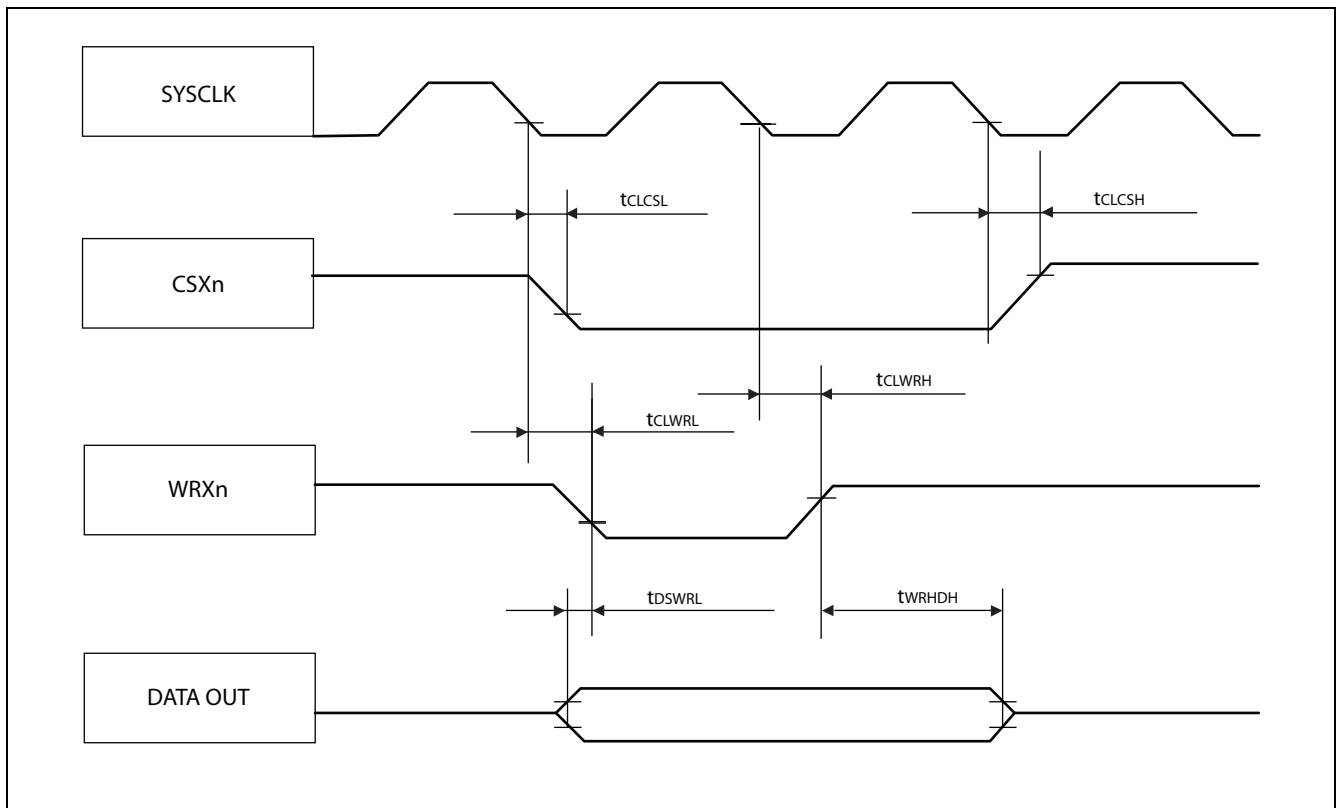 SYSCLK
tCLCSL
tCLCSH
CSXn
tCLWRH
tCLWRL
WRXn
tDSWRL
tWRHDH
DATA OUT